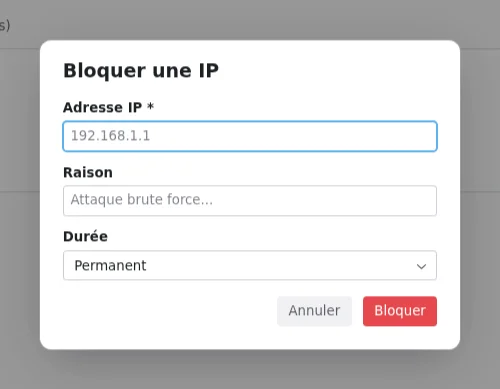 s)
Bloquer une IP
Adresse IP *
192.168.1.1
Raison
Attaque brute force...
Durée
Permanent
Annuler Bloquer